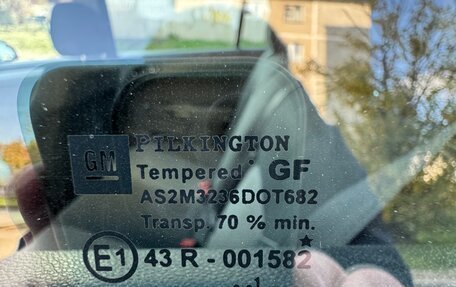 PILKINGTON
GM
Tempered GF
AS2M3236DOT682
Transp. 70 % min.
E1 43 R - 001582